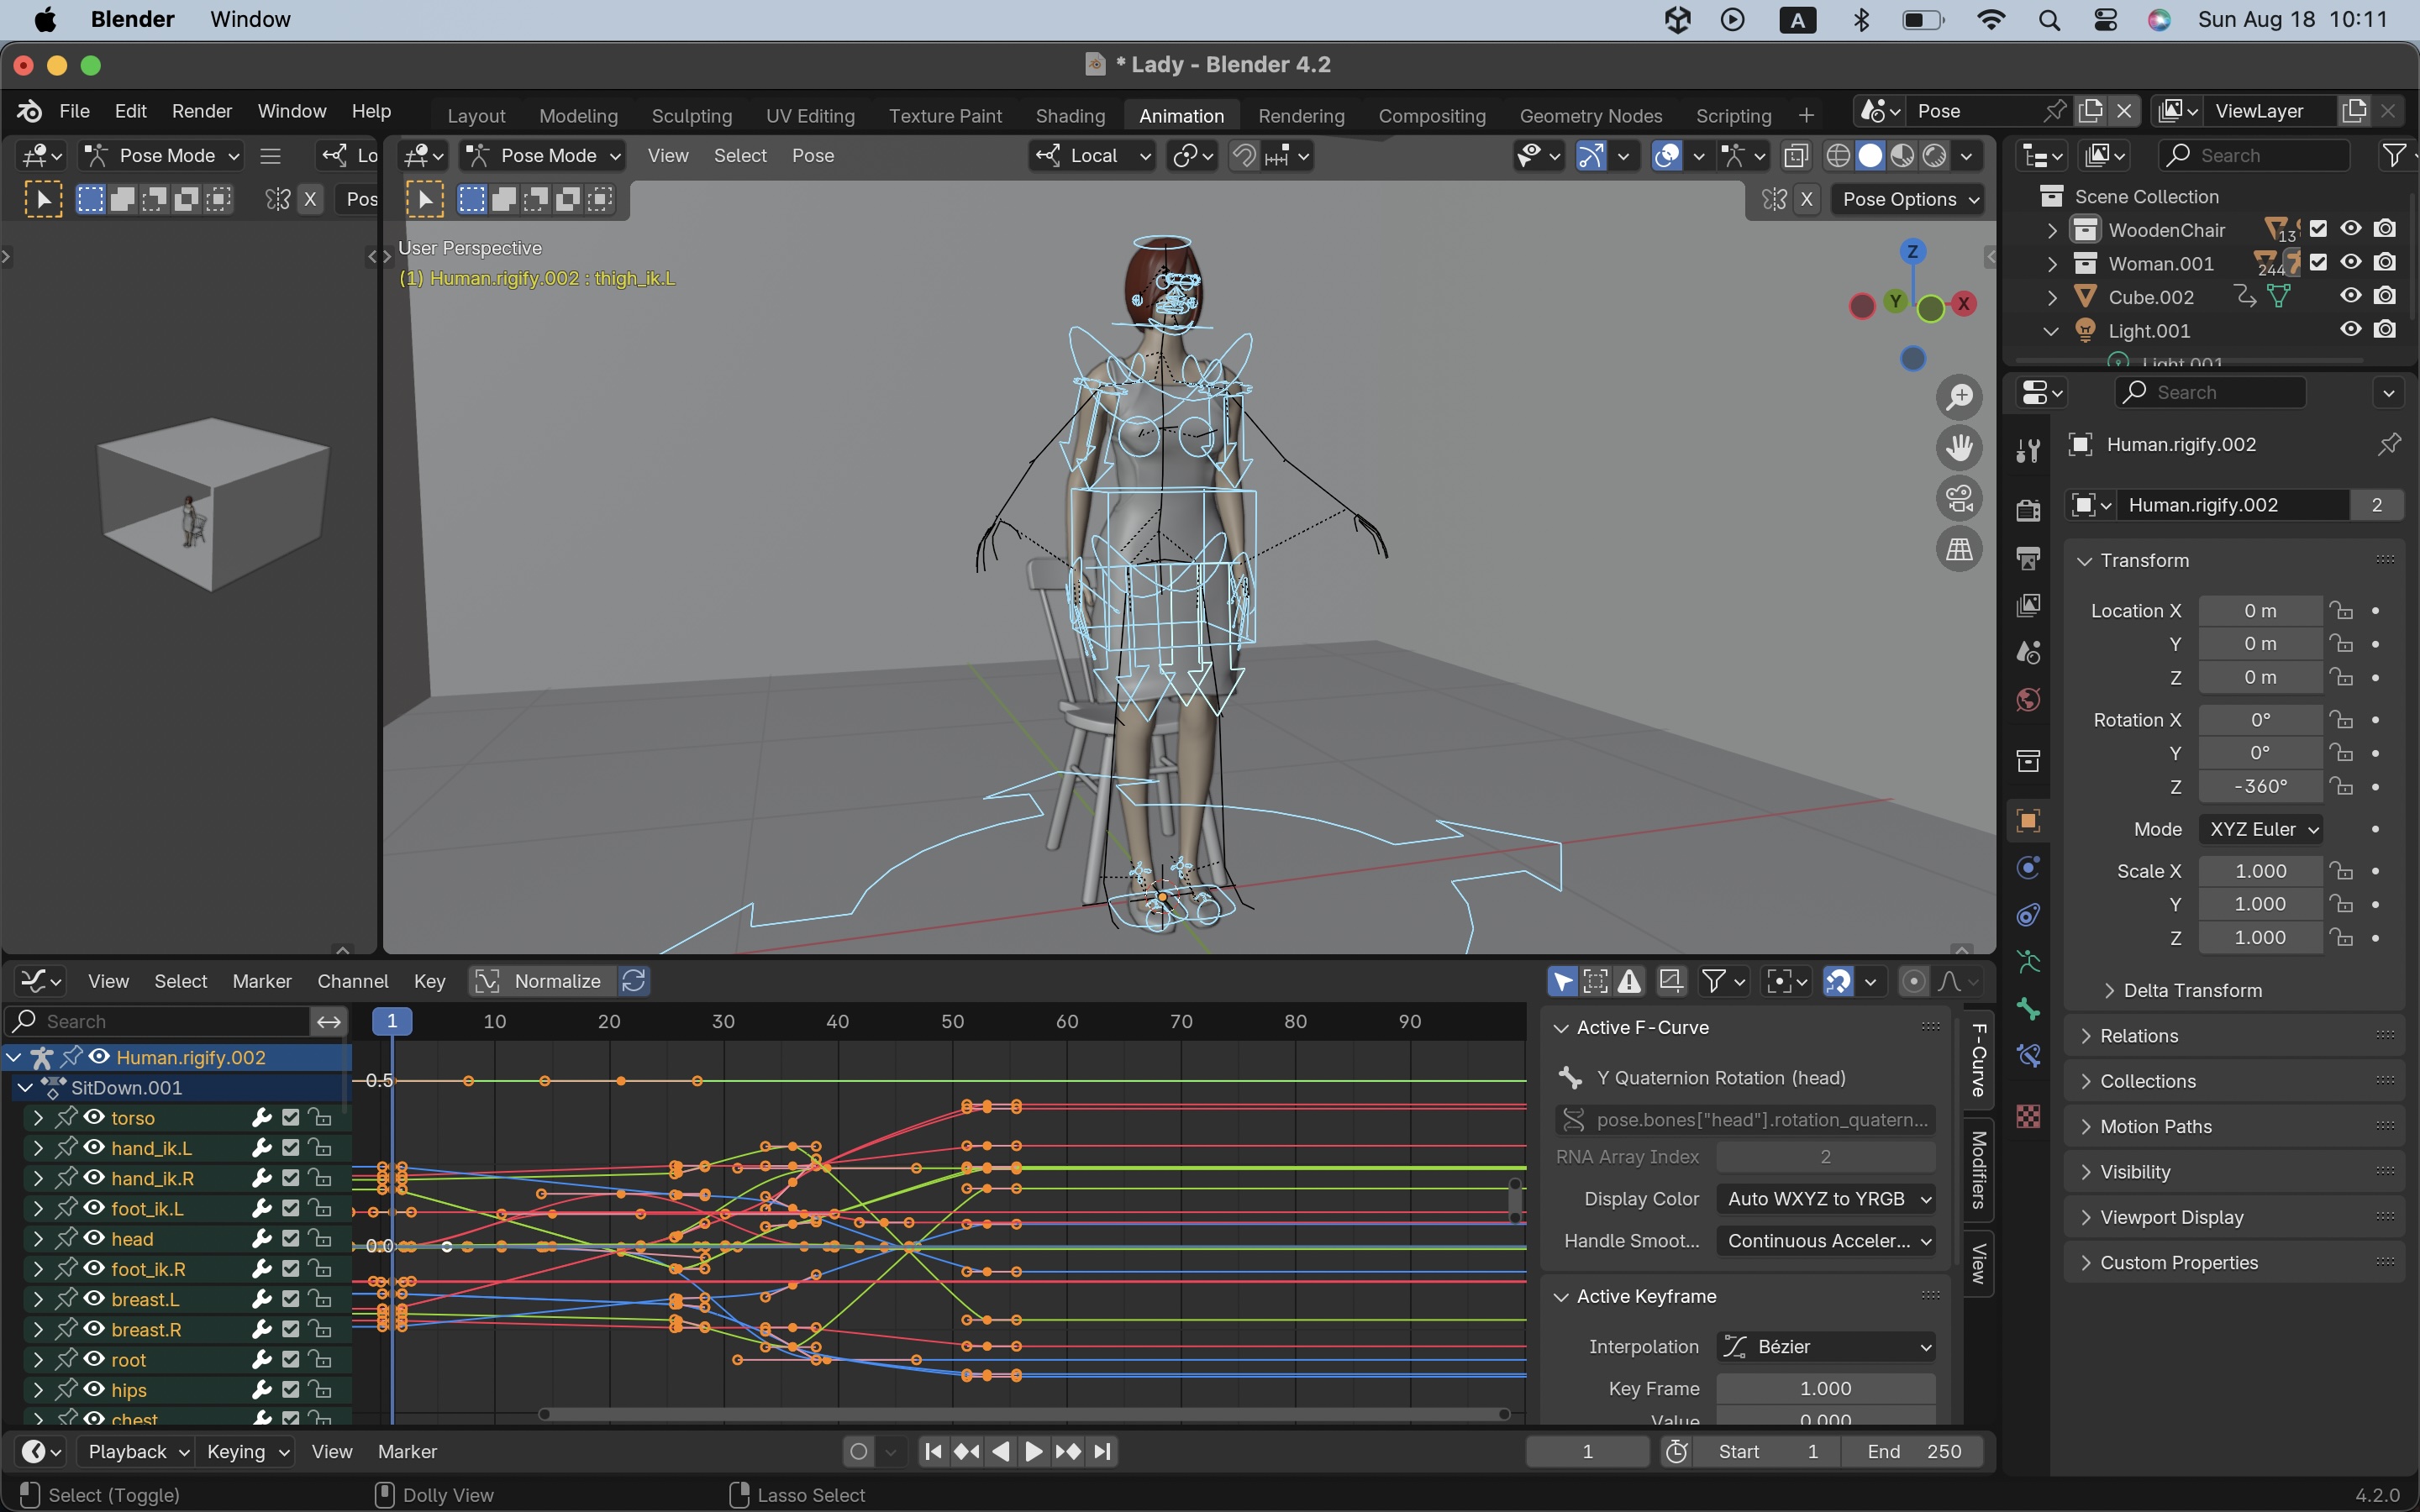 Blender Window
A
Sun Aug 18 10:11
* Lady - Blender 4.2
File Edit Render Window Help
Layout Modeling Sculpting UV Editing Texture Paint Shading Animation Rendering Compositing Geometry Nodes Scripting +
Pose
ViewLayer
Pose Mode
Lo
Pose Mode View Select Pose
Local
Search
X
Pos
X
Pose Options
User Perspective
(1) Human.rigify.002 : thigh_ik.L
Z
Y
X
Scene Collection
WoodenChair
13
Woman.001
244
Cube.002
Light.001
Light.001
Search
Human.rigify.002
Human.rigify.002
2
Transform
Location X 0 m
Y 0 m
Z 0 m
Rotation X 0°
Y 0°
Z -360°
Mode XYZ Euler
Scale X 1.000
Y 1.000
Z 1.000
Delta Transform
Relations
Collections
Motion Paths
Visibility
Viewport Display
Custom Properties
View Select Marker Channel Key Normalize
Search
1 10 20 30 40 50 60 70 80 90
Human.rigify.002
SitDown.001
torso
hand_ik.L
hand_ik.R
foot_ik.L
head
foot_ik.R
breast.L
breast.R
root
hips
chest
0.5
0.0
Active F-Curve
Y Quaternion Rotation (head)
pose.bones["head"].rotation_quatern...
RNA Array Index 2
Display Color Auto WXYZ to YRGB
Handle Smoot... Continuous Acceler...
Active Keyframe
Interpolation Bézier
Key Frame 1.000
Value 0.000
F-Curve
Modifiers
View
Playback Keying View Marker
1
Start 1
End 250
Select (Toggle)
Dolly View
Lasso Select
4.2.0